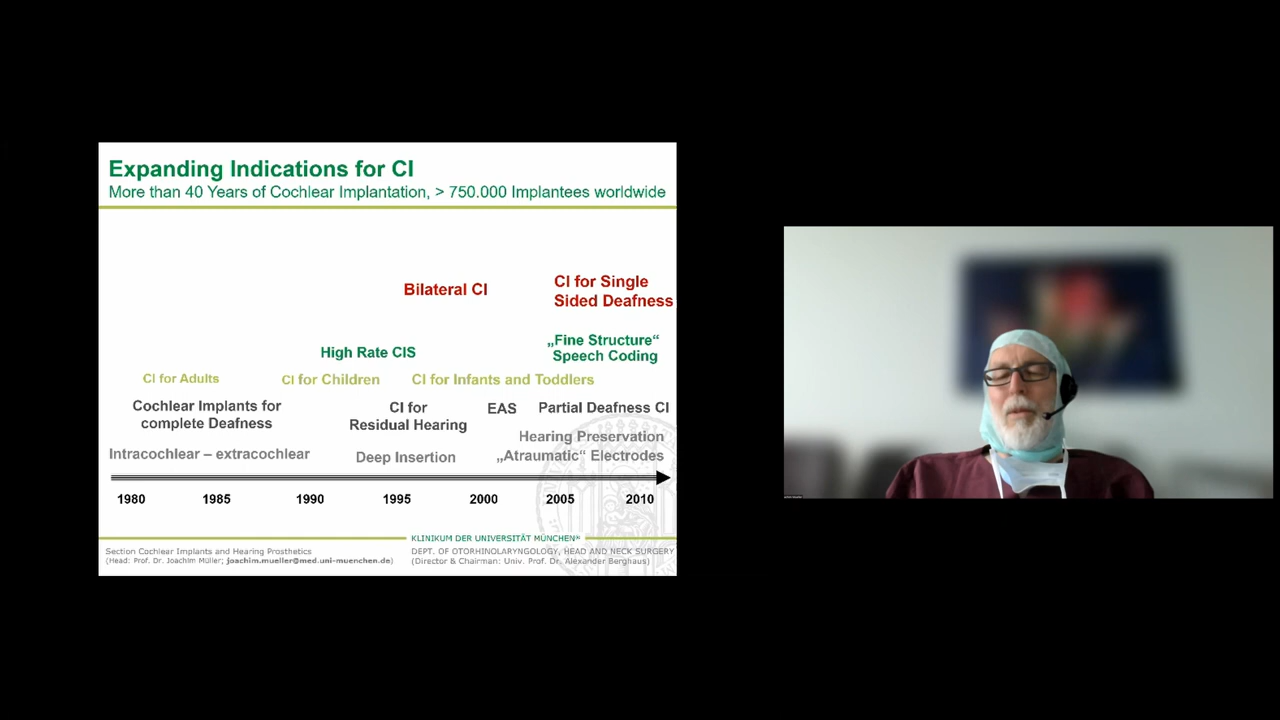 Expanding Indications for CI
More than 40 Years of Cochlear Implantation, > 750.000 Implantees worldwide
Bilateral CI
CI for Single
Sided Deafness
High Rate CIS
„Fine Structure“
Speech Coding
CI for Adults
CI for Children
CI for Infants and Toddlers
Cochlear Implants for
complete Deafness
CI for
Residual Hearing
EAS
Partial Deafness CI
Intracochlear – extracochlear
Deep Insertion
Hearing Preservation
„Atraumatic“ Electrodes
1980 1985 1990 1995 2000 2005 2010
KLINIKUM DER UNIVERSITÄT MÜNCHEN®
Section Cochlear Implants and Hearing Prosthetics
(Head: Prof. Dr. Joachim Müller; joachim.mueller@med.uni-muenchen.de)
DEPT. OF OTORHINOLARYNGOLOGY, HEAD AND NECK SURGERY
(Director & Chairman: Univ. Prof. Dr. Alexander Berghaus)